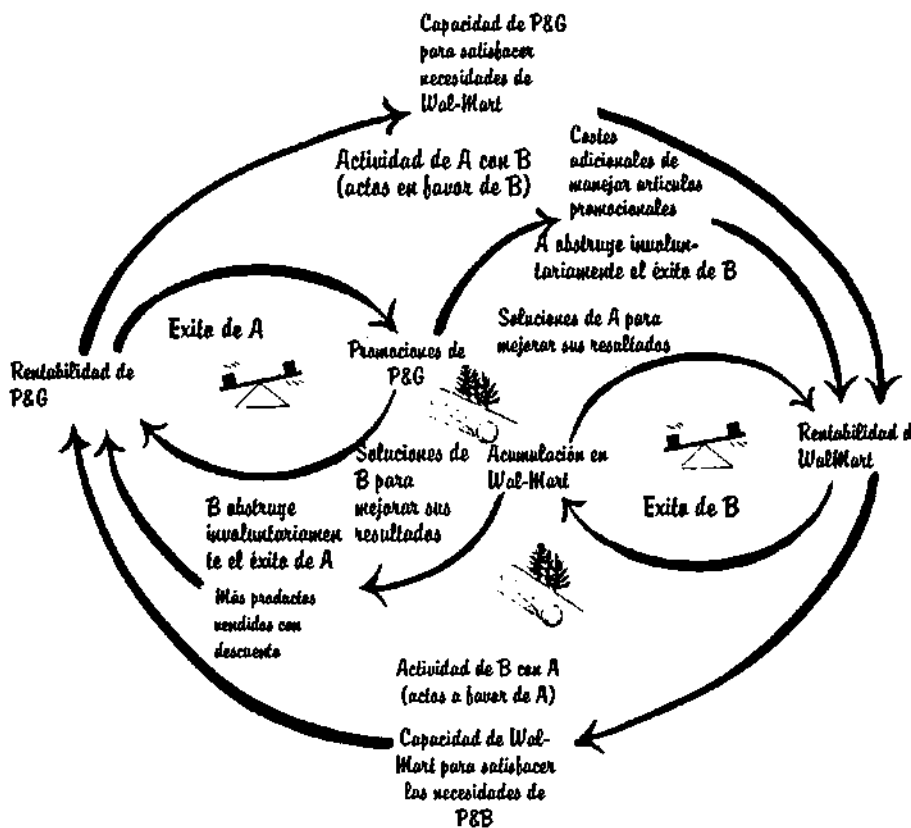 Capacidad de P&G
para satisfacer
necesidades de
Wal-Mart
Actividad de A con B
(actos en favor de B)
Costes
adicionales de
manejar artículos
promocionales
A obstruye involun-
tariamente el éxito de B
Exito de A
Soluciones de A para
mejorar sus resultados
Rentabilidad de
P&G
Promociones de
P&G
Soluciones de
B para
mejorar sus
resultados
Acumulación en
Wal-Mart
Rentabilidad d
WalMart
Exito de B
B obstruye
involuntariamen
te el éxito de A
Más productos
vendidos con
descuento
Actividad de B con A
(actos a favor de A)
Capacidad de Wal-
Mart para satisfacer
las necesidades de
P&B